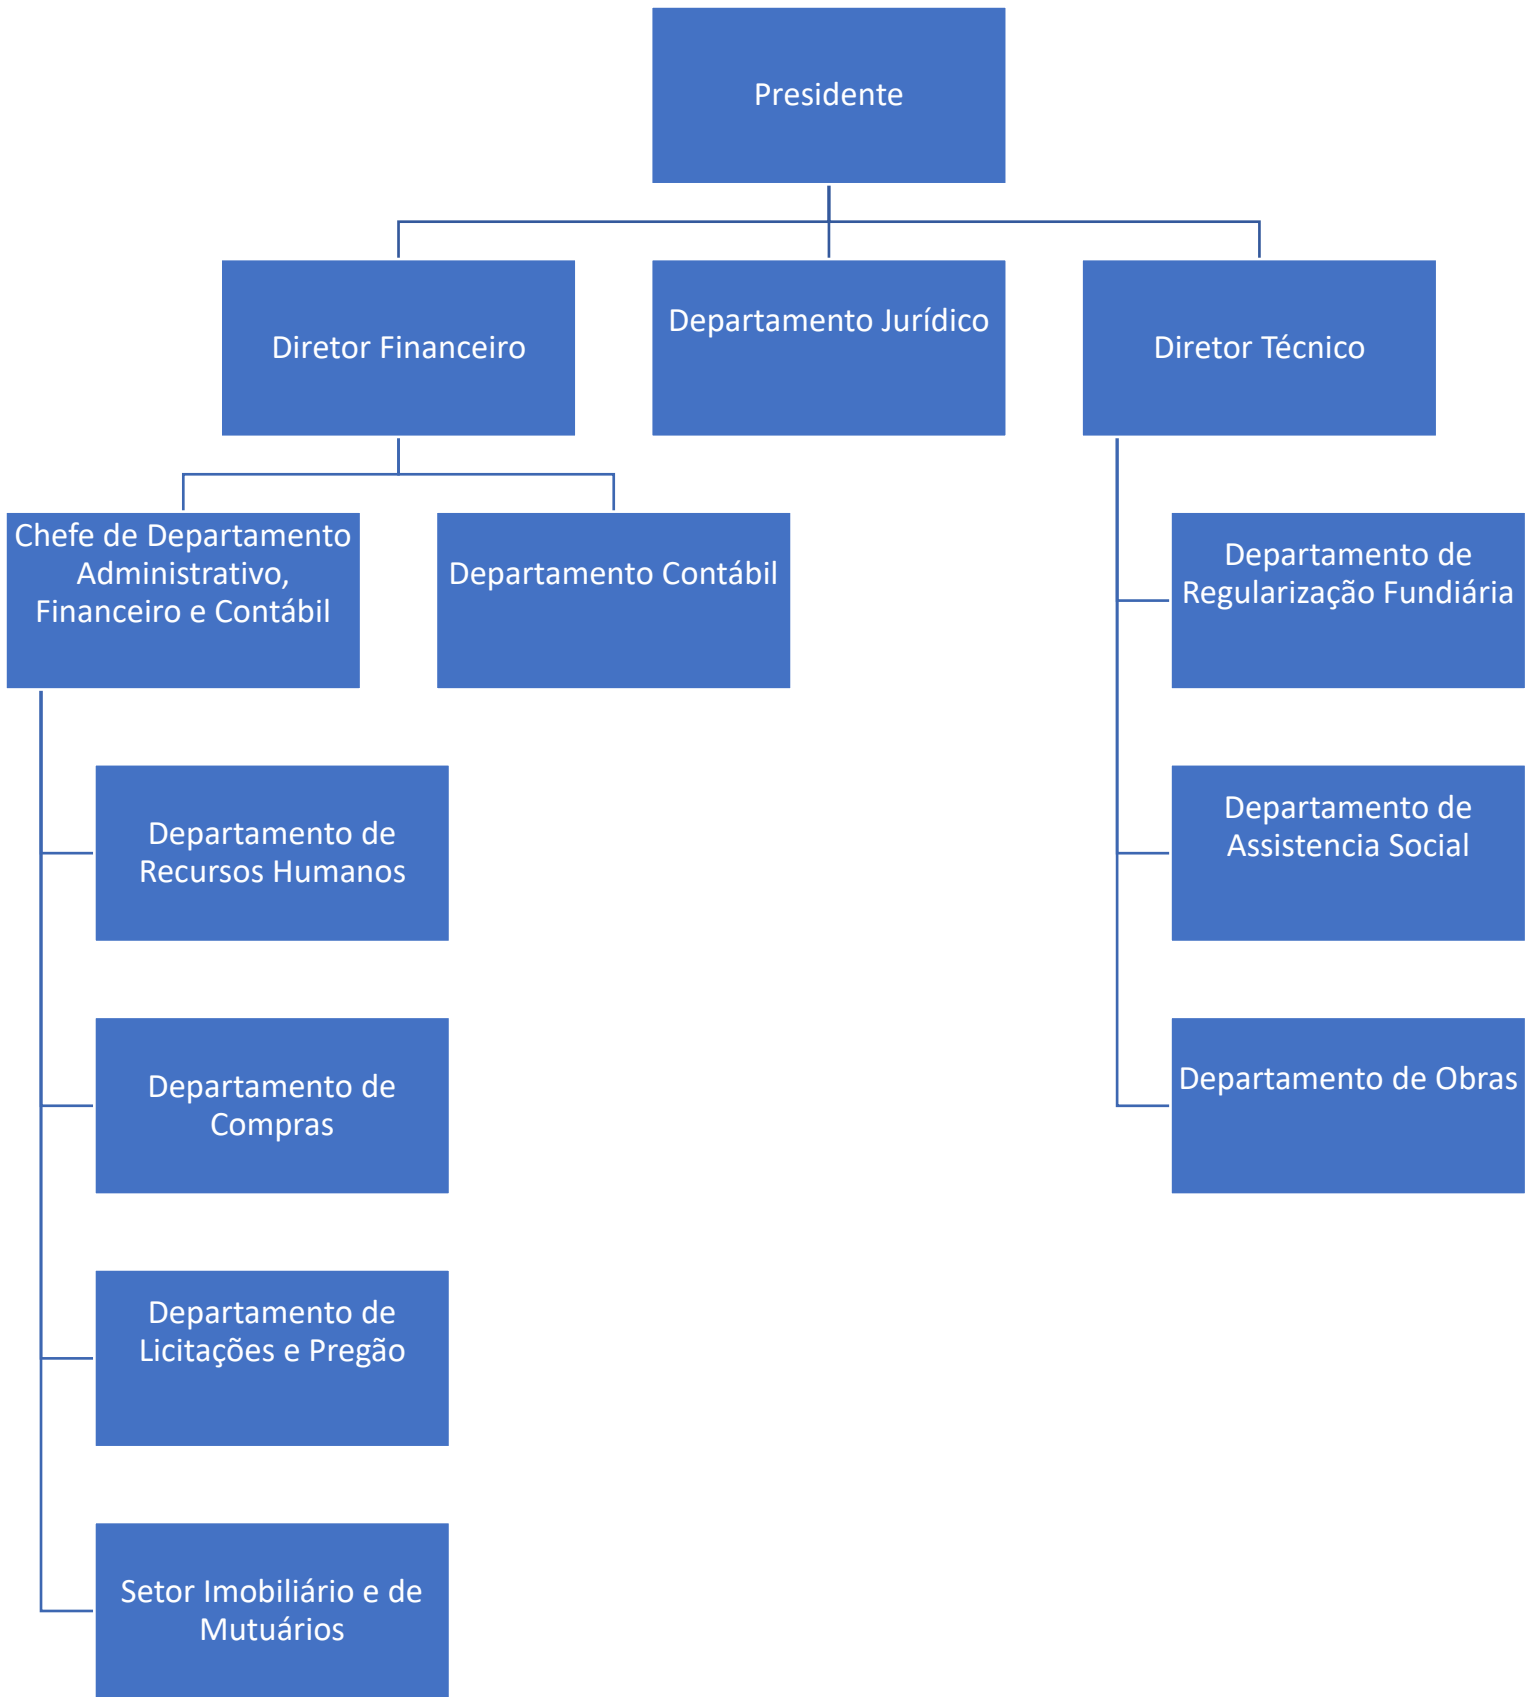 Presidente
Diretor Financeiro
Departamento Jurídico
Diretor Técnico
Chefe de Departamento
Administrativo,
Financeiro e Contábil
Departamento Contábil
Departamento de
Regularização Fundiária
Departamento de
Recursos Humanos
Departamento de
Assistencia Social
Departamento de
Compras
Departamento de Obras
Departamento de
Licitações e Pregão
Setor Imobiliário e de
Mutuários